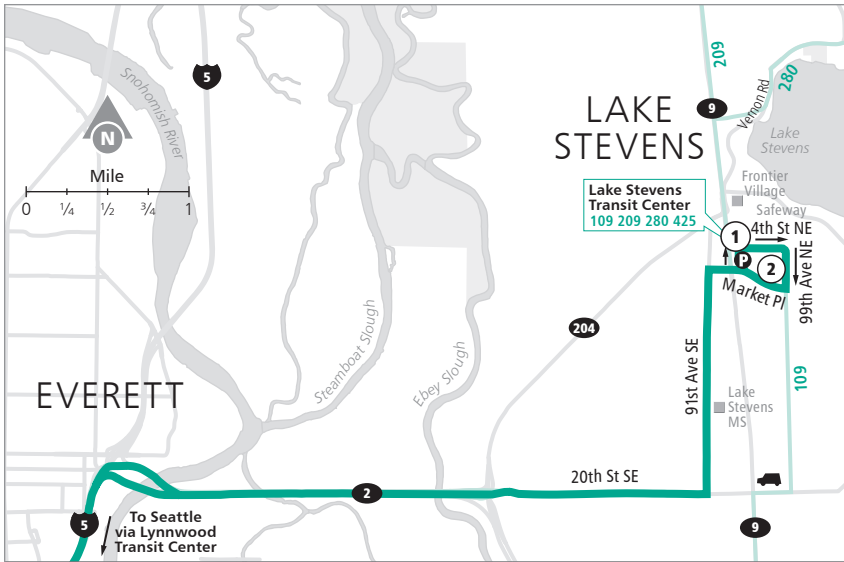 5
209
280
Vernon Rd
9
Snohomish River
N
Mile
0 ¼ ½ ¾ 1
LAKE
STEVENS
Lake
Stevens
Frontier
Village
Safeway
Lake Stevens
Transit Center
109 209 280 425
1
4th St NE
P
2
99th Ave NE
Market Pl
204
Steamboat Slough
Ebey Slough
91st Ave SE
109
EVERETT
Lake
Stevens
MS
20th St SE
2
5
To Seattle
via Lynnwood
Transit Center
9